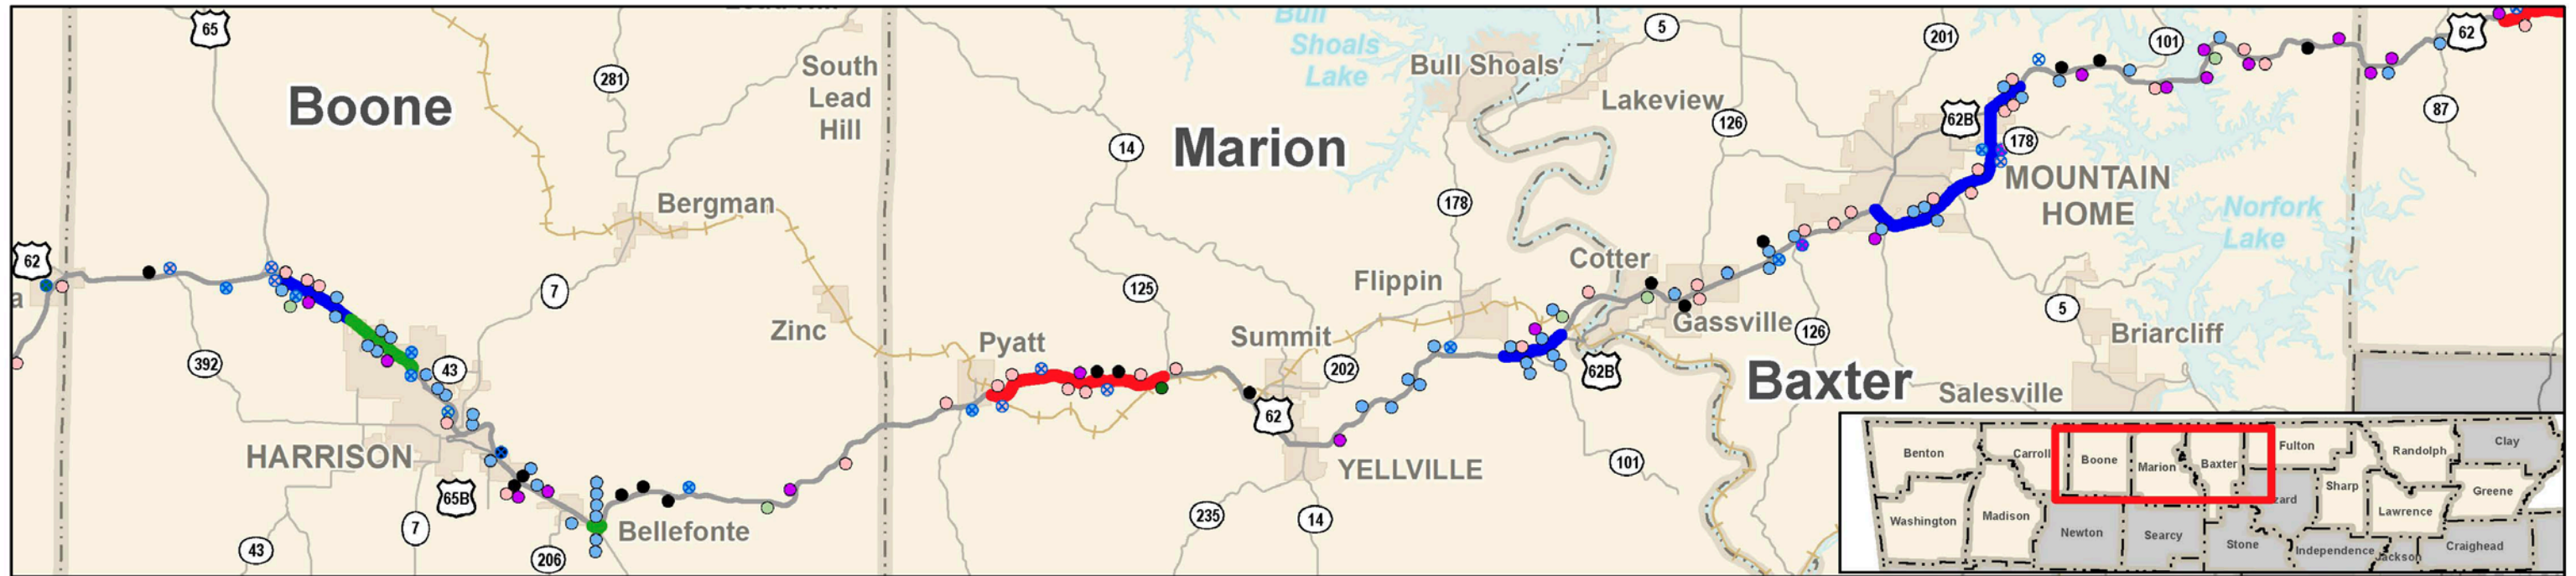 65
Boone
281
South
Lead
Hill
Bergman
62
a
7
392
43
Zinc
HARRISON
65B
7
43
206
Bellefonte
Bull
Shoals
Lake
Bull Shoals
5
Lakeview
126
14
Marion
178
125
Flippin
Cotter
Pyatt
Summit
202
62
YELLVILLE
235
14
62B
101
Gassville
126
Baxter
201
101
62
62B
178
87
MOUNTAIN
HOME
Norfork
Lake
5
Briarcliff
Salesville
Benton
Carroll
Boone
Marion
Baxter
Fulton
Randolph
Clay
Washington
Madison
Newton
Searcy
Stone
zard
Sharp
Lawrence
Greene
Independence
Jackson
Craighead